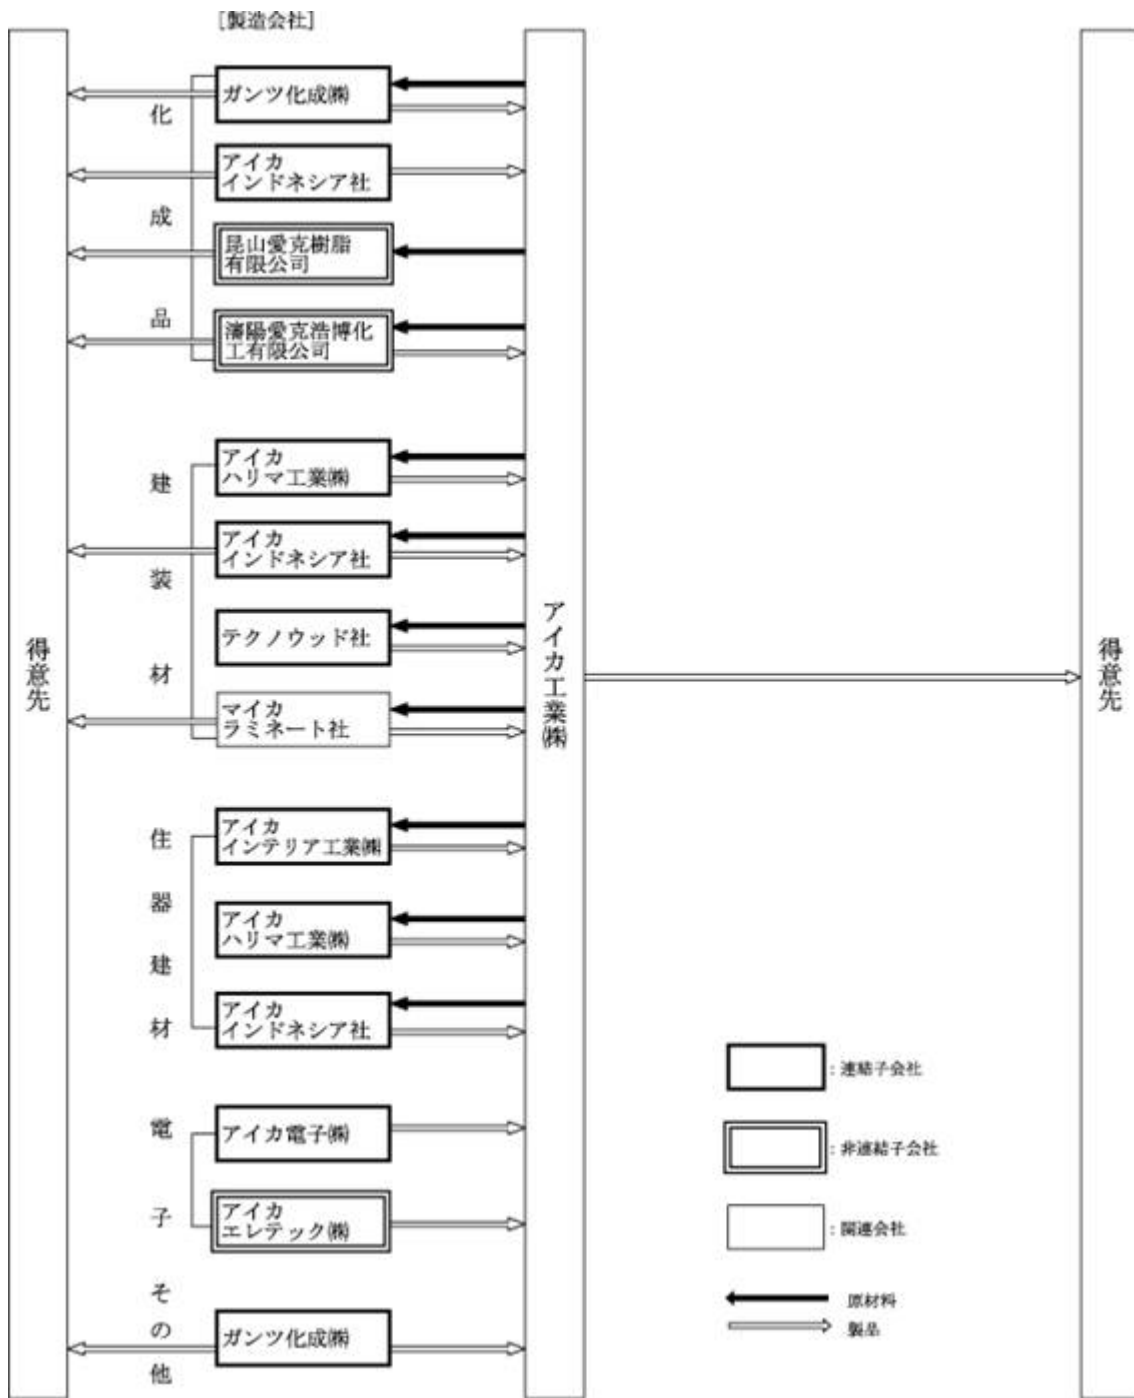 [製造会社]
化成品
ガンツ化成㈱
アイカ
インドネシア社
昆山愛克樹脂
有限公司
瀋陽愛克浩博化
工有限公司
建装材
アイカ
ハリマ工業㈱
アイカ
インドネシア社
テクノウッド社
マイカ
ラミネート社
住器建材
アイカ
インテリア工業㈱
アイカ
ハリマ工業㈱
アイカ
インドネシア社
電子
アイカ電子㈱
アイカ
エレテック㈱
その他
ガンツ化成㈱
得意先
アイカ工業㈱
得意先
：連結子会社
：非連結子会社
：関連会社
原材料
製品